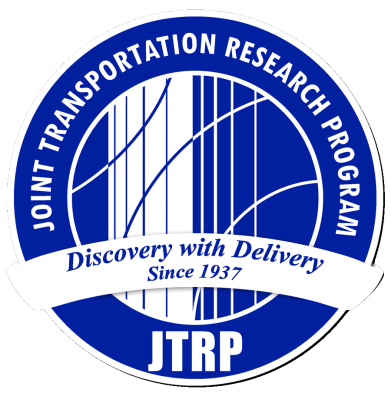 JOINT TRANSPORTATION RESEARCH PROGRAM
Discovery with Delivery
Since 1937
JTRP